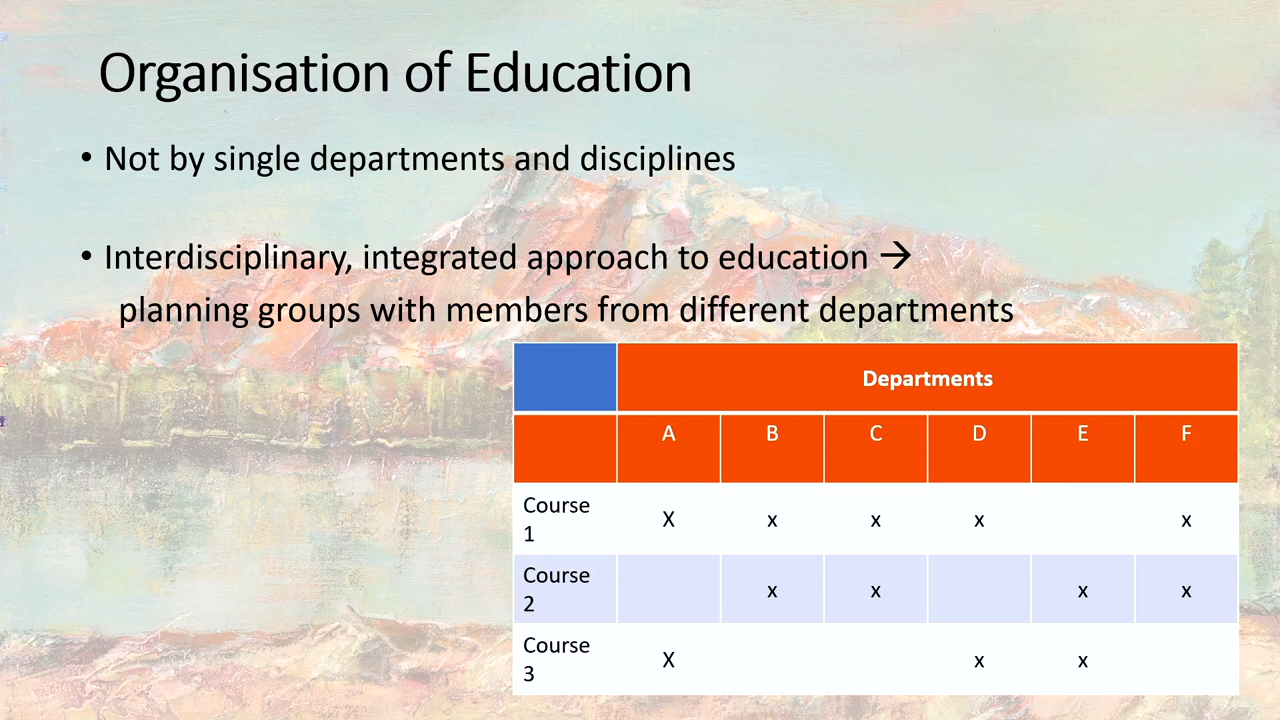 Organisation of Education
• Not by single departments and disciplines
• Interdisciplinary, integrated approach to education →
planning groups with members from different departments
Departments
A B C D E F
Course
1 X x x x x
Course
2 x x x x
Course
3 X x x